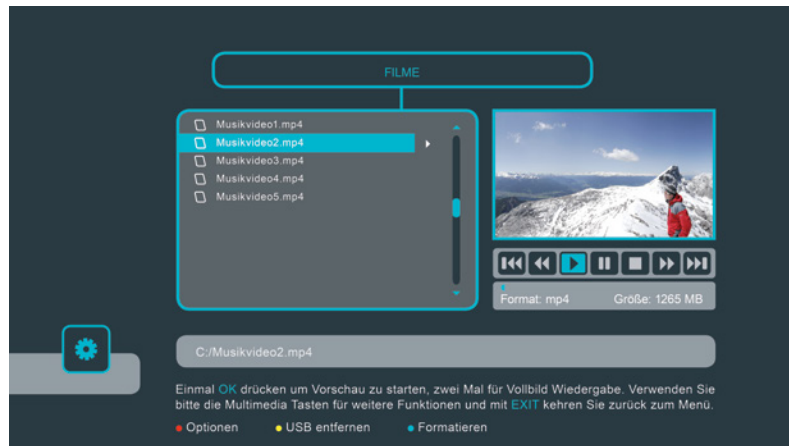 FILME
Musikvideo1.mp4
Musikvideo2.mp4
Musikvideo3.mp4
Musikvideo4.mp4
Musikvideo5.mp4
Format: mp4 Größe: 1265 MB
C:/Musikvideo2.mp4
Einmal OK drücken um Vorschau zu starten, zwei Mal für Vollbild Wiedergabe. Verwenden Sie
bitte die Multimedia Tasten für weitere Funktionen und mit EXIT kehren Sie zurück zum Menü.
Optionen USB entfernen Formatieren